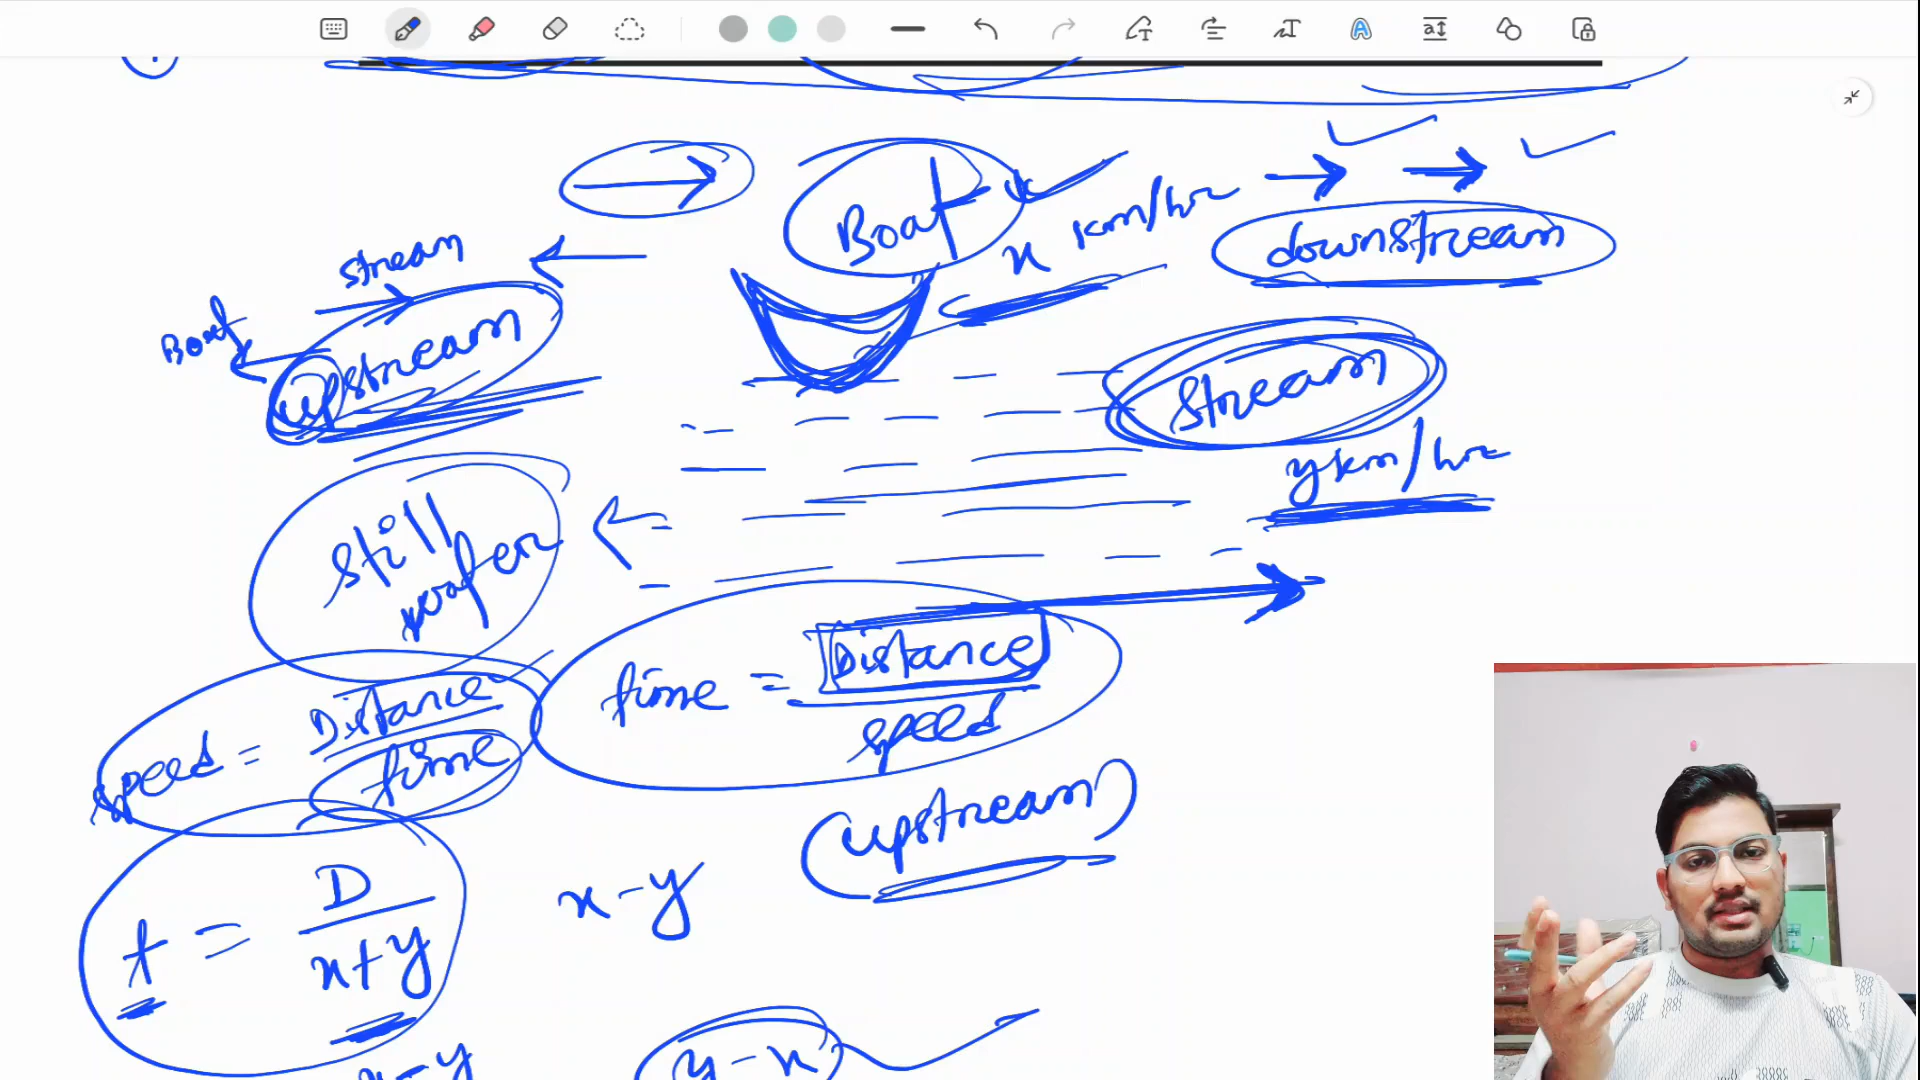 Boat
x km/hr
downstream
stream
Boat
upstream
Stream
y km/hr
still
water
time = Distance
speed
speed = Distance
time
(upstream)
t = D
x+y
x-y
x-y
y-x